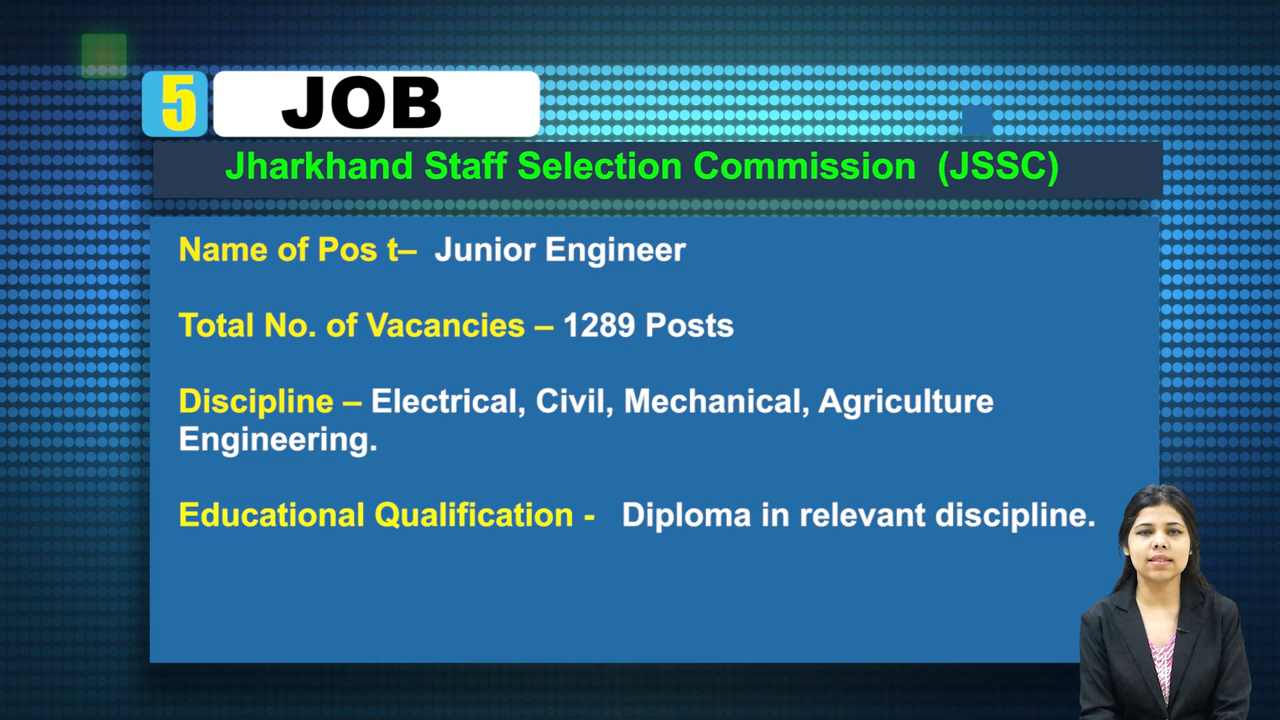 5 JOB
Jharkhand Staff Selection Commission (JSSC)
Name of Pos t– Junior Engineer
Total No. of Vacancies – 1289 Posts
Discipline – Electrical, Civil, Mechanical, Agriculture
Engineering.
Educational Qualification - Diploma in relevant discipline.